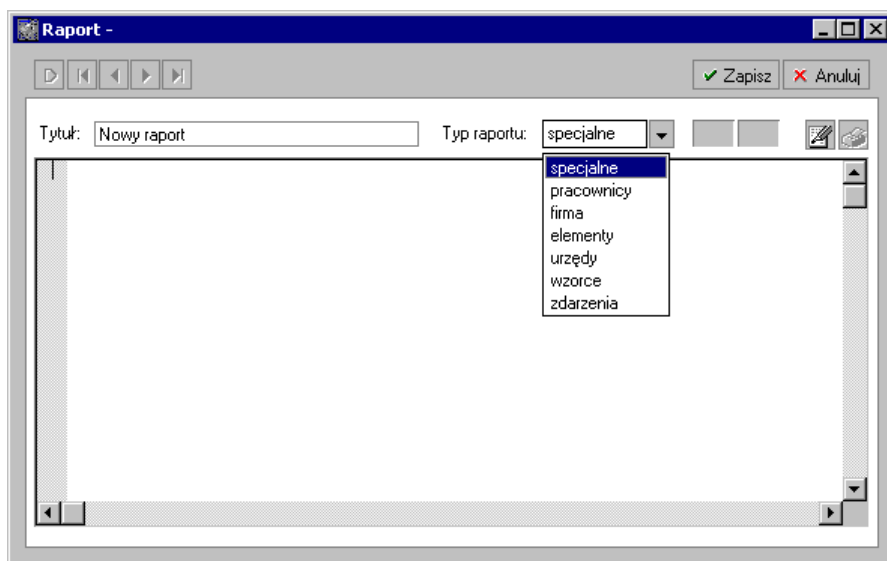 Raport -
Zapisz Anuluj
Tytuł: Nowy raport Typ raportu: specjalne
specjalne
pracownicy
firma
elementy
urzędy
wzorce
zdarzenia